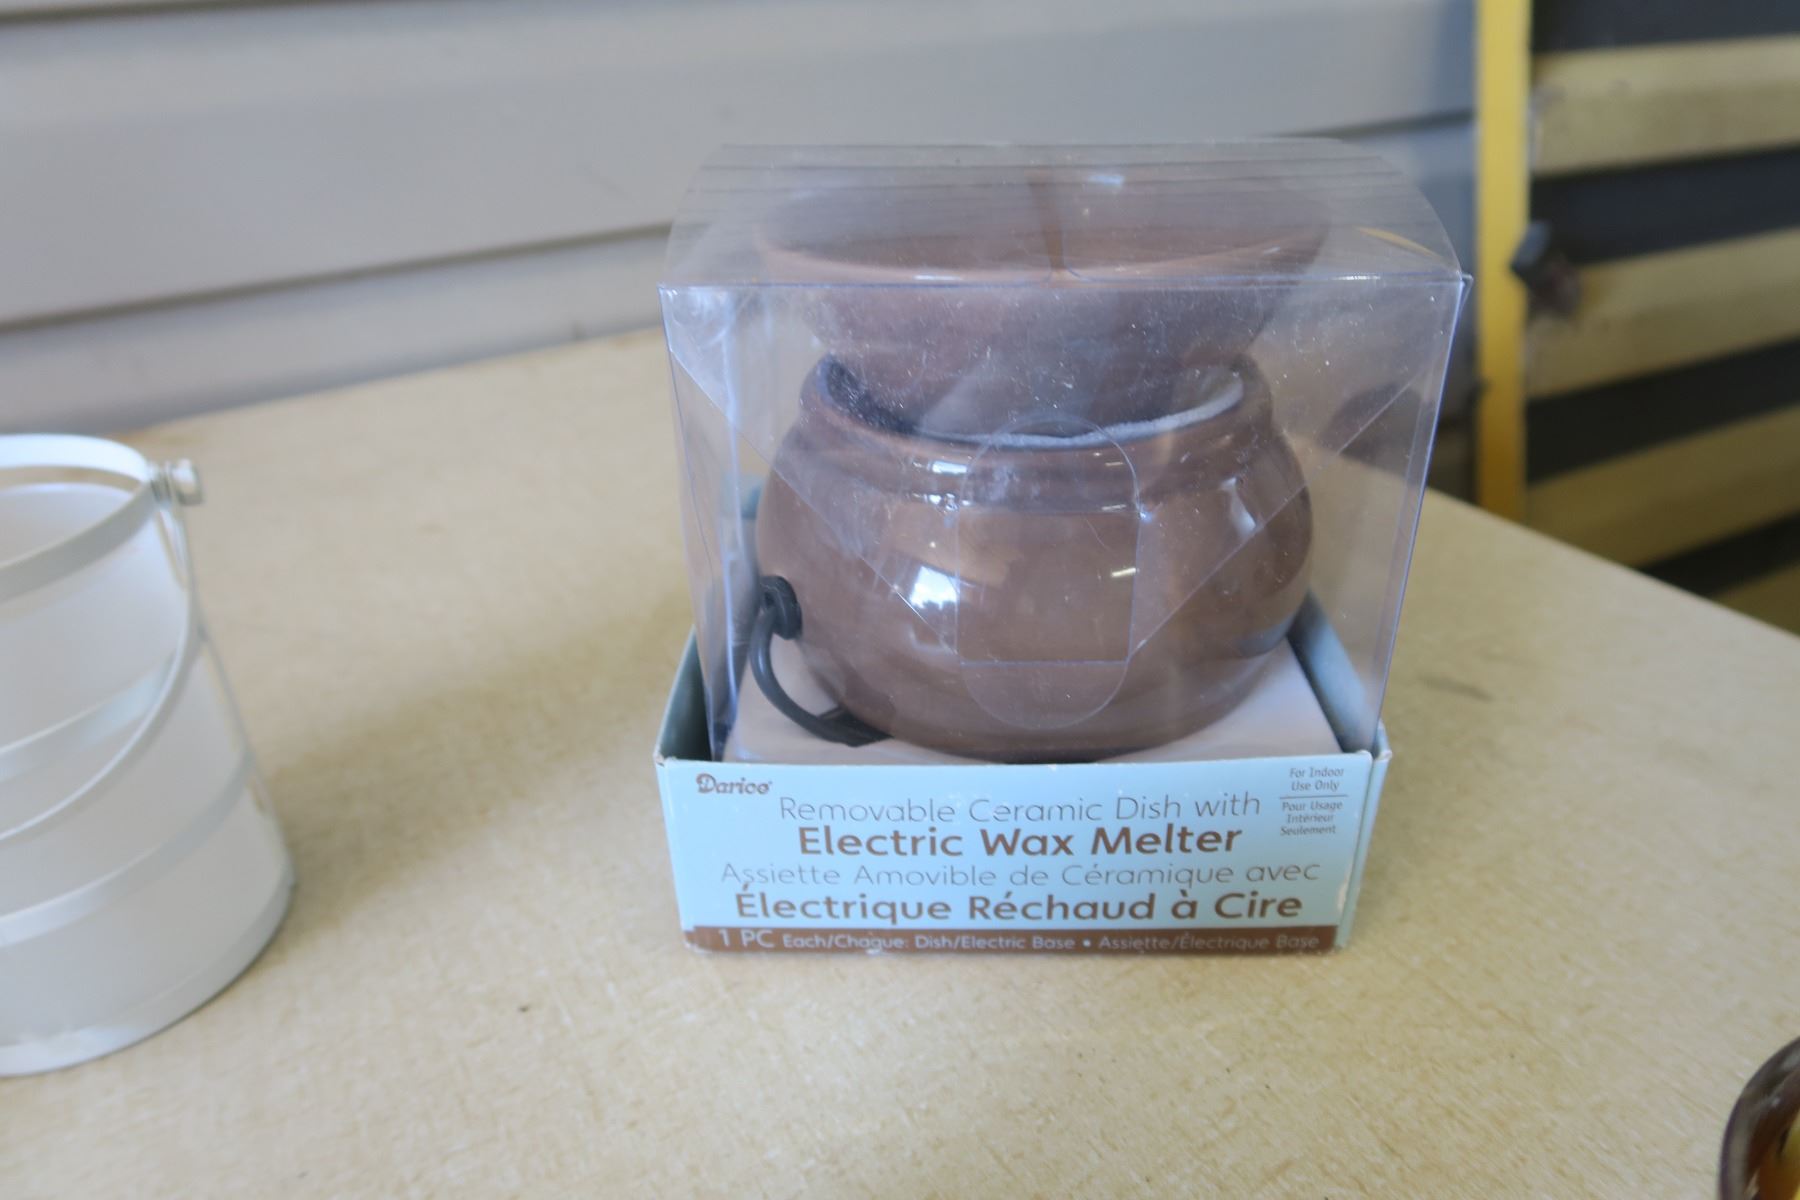 Darice
Removable Ceramic Dish with
Electric Wax Melter
Assiette Amovible de Céramique avec
Électrique Réchaud à Cire
For Indoor
Use Only
Pour Usage
Intérieur
Seulement
1 PC Each/Chaque: Dish/Electric Base • Assiette/Électrique Base